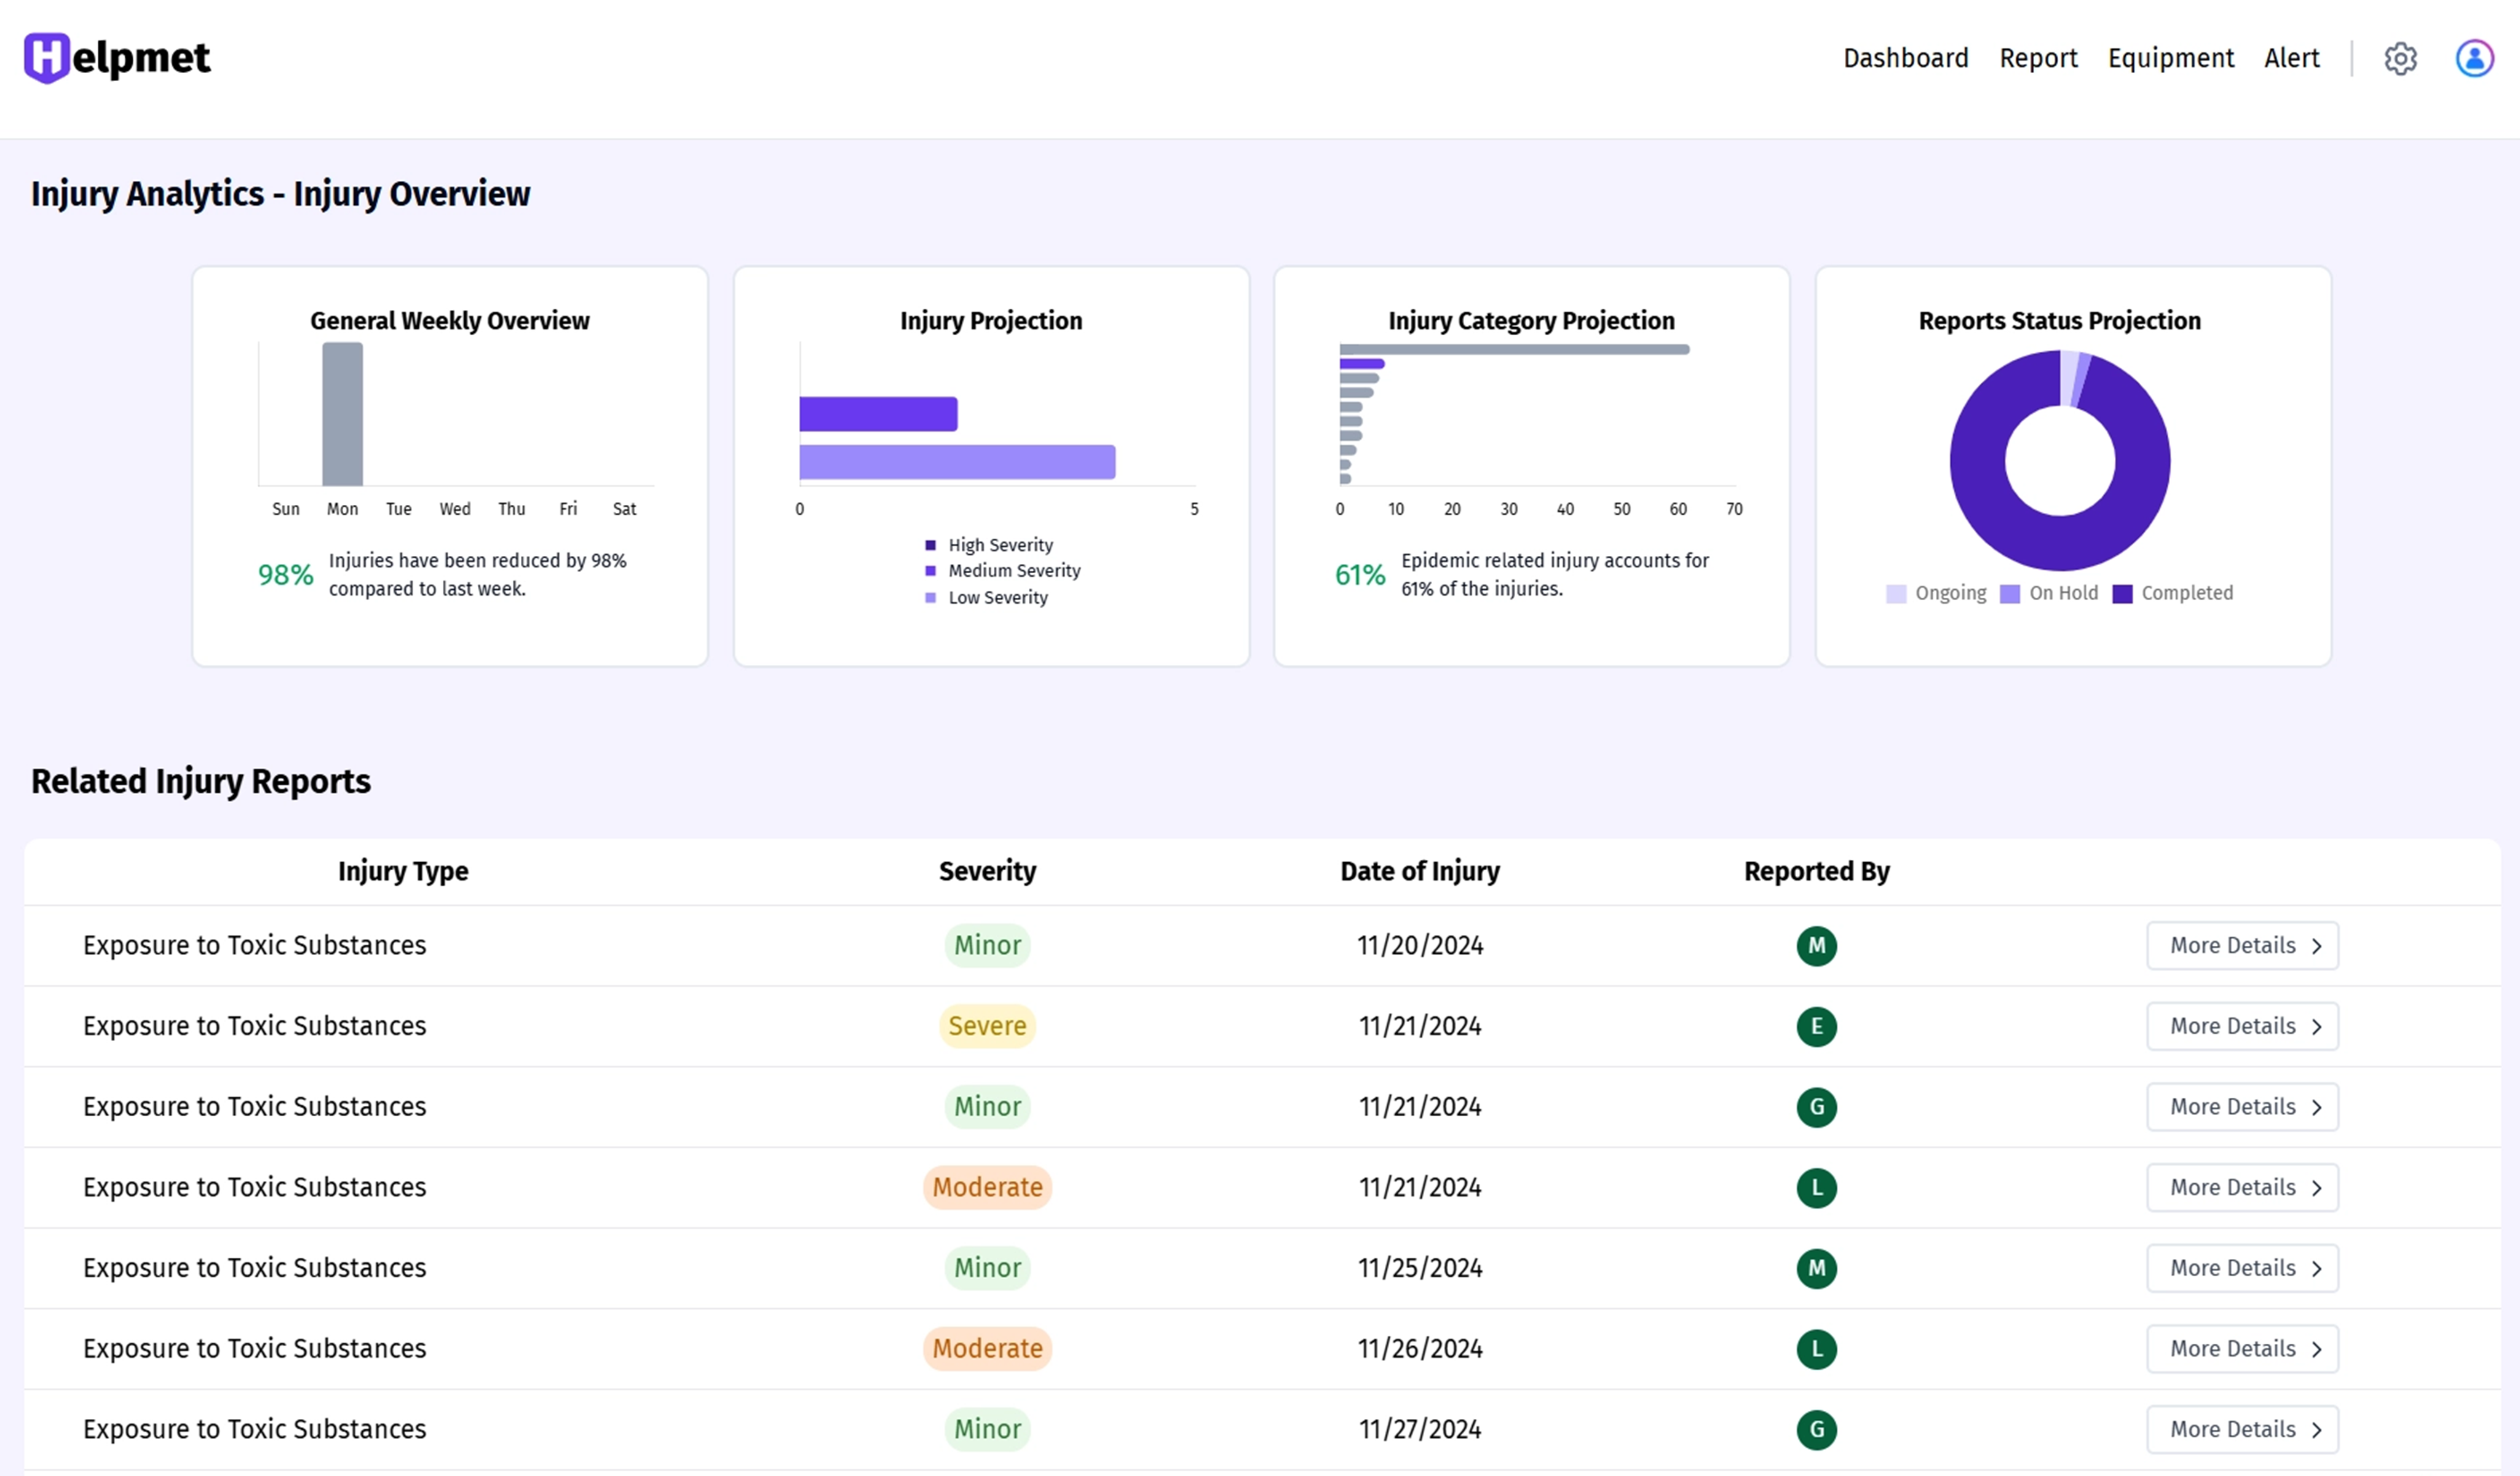 Helpmet
Dashboard Report Equipment Alert
Injury Analytics - Injury Overview
General Weekly Overview
Sun Mon Tue Wed Thu Fri Sat
98%
Injuries have been reduced by 98%
compared to last week.
Injury Projection
0 5
High Severity
Medium Severity
Low Severity
Injury Category Projection
0 10 20 30 40 50 60 70
61%
Epidemic related injury accounts for
61% of the injuries.
Reports Status Projection
Ongoing On Hold Completed
Related Injury Reports
Injury Type Severity Date of Injury Reported By
Exposure to Toxic Substances Minor 11/20/2024 M More Details
Exposure to Toxic Substances Severe 11/21/2024 E More Details
Exposure to Toxic Substances Minor 11/21/2024 G More Details
Exposure to Toxic Substances Moderate 11/21/2024 L More Details
Exposure to Toxic Substances Minor 11/25/2024 M More Details
Exposure to Toxic Substances Moderate 11/26/2024 L More Details
Exposure to Toxic Substances Minor 11/27/2024 G More Details